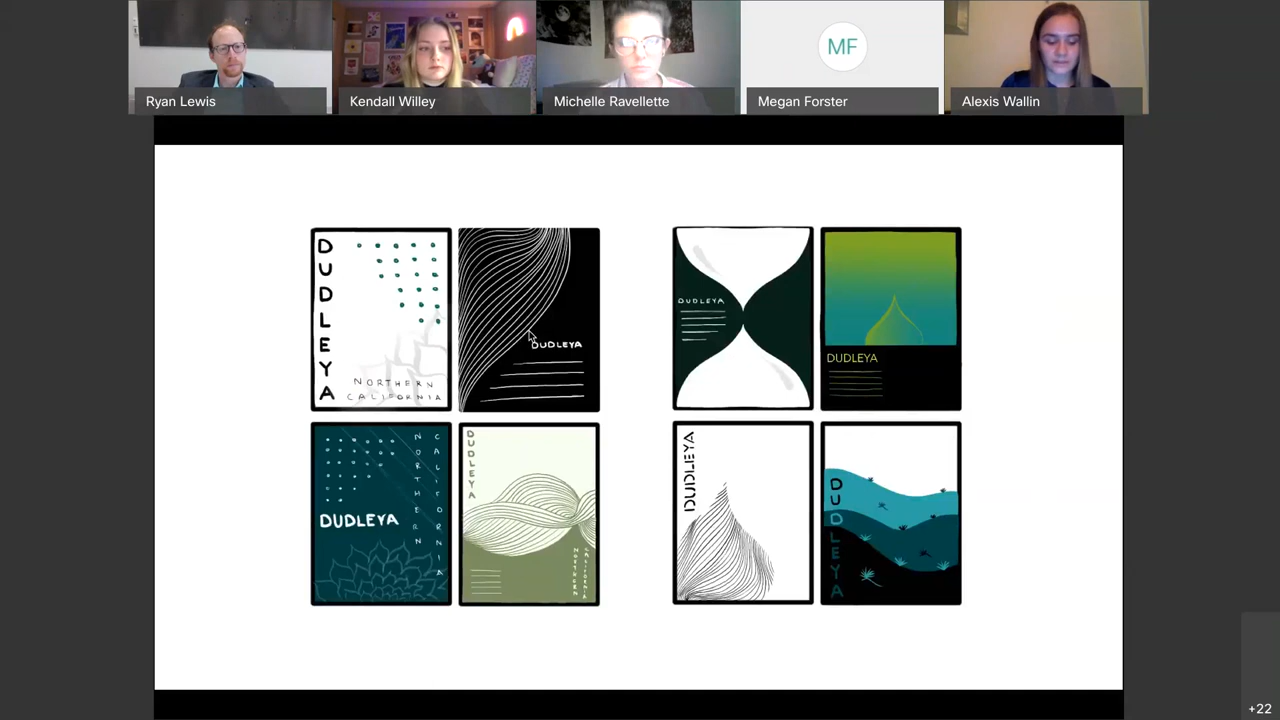 MF
Ryan Lewis
Kendall Willey
Michelle Ravellette
Megan Forster
Alexis Wallin
DUDLEYA
NORTHERN
CALIFORNIA
DUDLEYA
DUDLEYA
DUDLEYA
DUDLEYA
NORTHERN
CALIFORNIA
DUDLEYA
NORTHERN
CALIFORNIA
DUDLEYA
DUDLEYA
+22